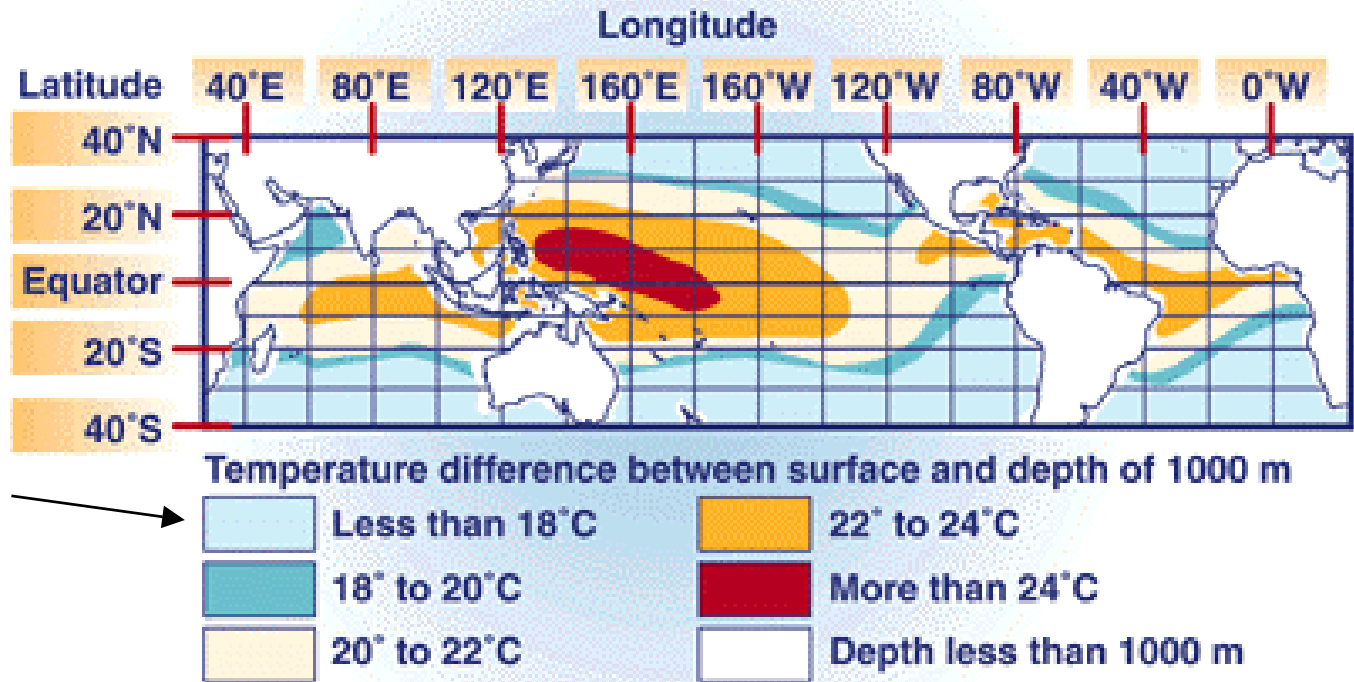 Longitude
Latitude 40°E 80°E 120°E 160°E 160°W 120°W 80°W 40°W 0°W
40°N
20°N
Equator
20°S
40°S
Temperature difference between surface and depth of 1000 m
Less than 18°C 22° to 24°C
18° to 20°C More than 24°C
20° to 22°C Depth less than 1000 m